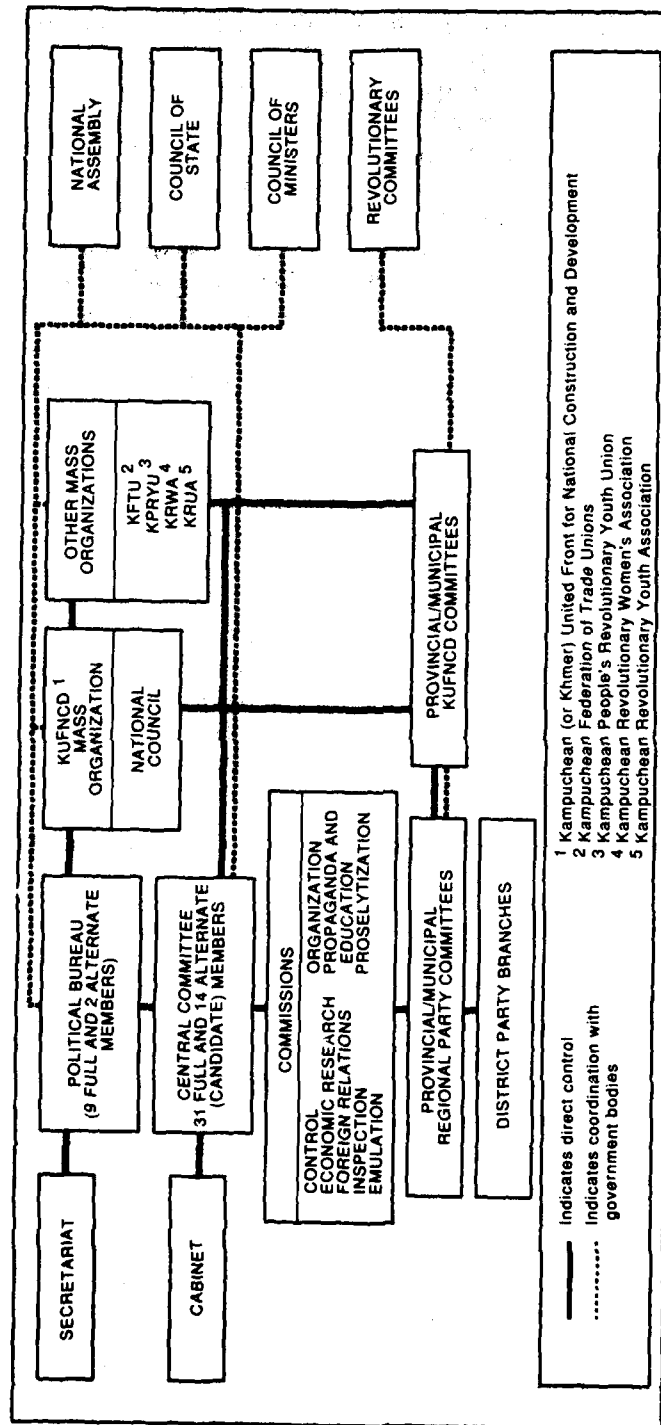 SECRETARIAT
CABINET
POLITICAL BUREAU
(9 FULL AND 2 ALTERNATE
MEMBERS)
CENTRAL COMMITTEE
31 FULL AND 14 ALTERNATE
(CANDIDATE) MEMBERS
COMMISSIONS
CONTROL
ECONOMIC RESEARCH
FOREIGN RELATIONS
INSPECTION
EMULATION
ORGANIZATION
PROPAGANDA AND
EDUCATION
PROSELYTIZATION
PROVINCIAL/MUNICIPAL
REGIONAL PARTY COMMITTEES
DISTRICT PARTY BRANCHES
KUFNCD 1
MASS
ORGANIZATION
NATIONAL
COUNCIL
OTHER MASS
ORGANIZATIONS
KFTU 2
KPRYU 3
KRWA 4
KRUA 5
PROVINCIAL/MUNICIPAL
KUFNCD COMMITTEES
NATIONAL
ASSEMBLY
COUNCIL OF
STATE
COUNCIL OF
MINISTERS
REVOLUTIONARY
COMMITTEES
Indicates direct control
Indicates coordination with
government bodies
1 Kampuchean (or Khmer) United Front for National Construction and Development
2 Kampuchean Federation of Trade Unions
3 Kampuchean People's Revolutionary Youth Union
4 Kampuchean Revolutionary Women's Association
5 Kampuchean Revolutionary Youth Association